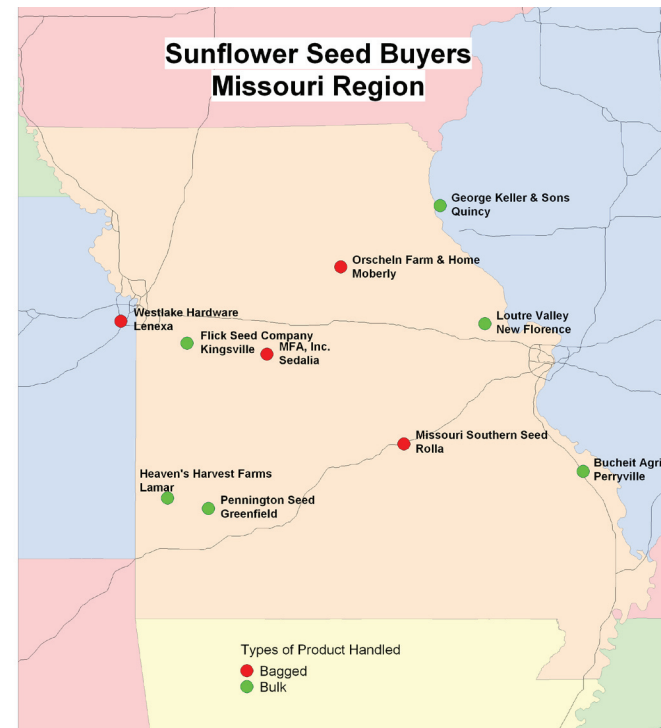 Sunflower Seed Buyers
Missouri Region
George Keller & Sons
Quincy
Orscheln Farm & Home
Moberly
Westlake Hardware
Lenexa
Loutre Valley
New Florence
Flick Seed Company
Kingsville
MFA, Inc.
Sedalia
Missouri Southern Seed
Rolla
Bucheit Agri
Perryville
Heaven's Harvest Farms
Lamar
Pennington Seed
Greenfield
Types of Product Handled
Bagged
Bulk